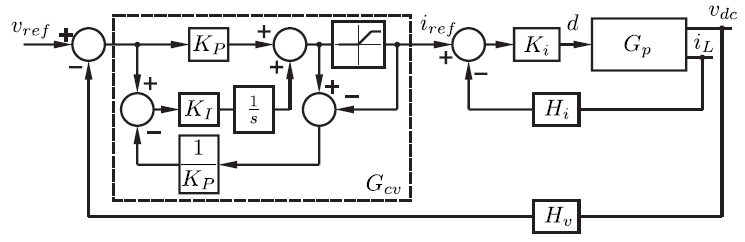 v_ref + − K_P + + i_ref + − K_i d G_p v_dc i_L
+ − K_I 1/s + − H_i
1/K_P G_cv
H_v